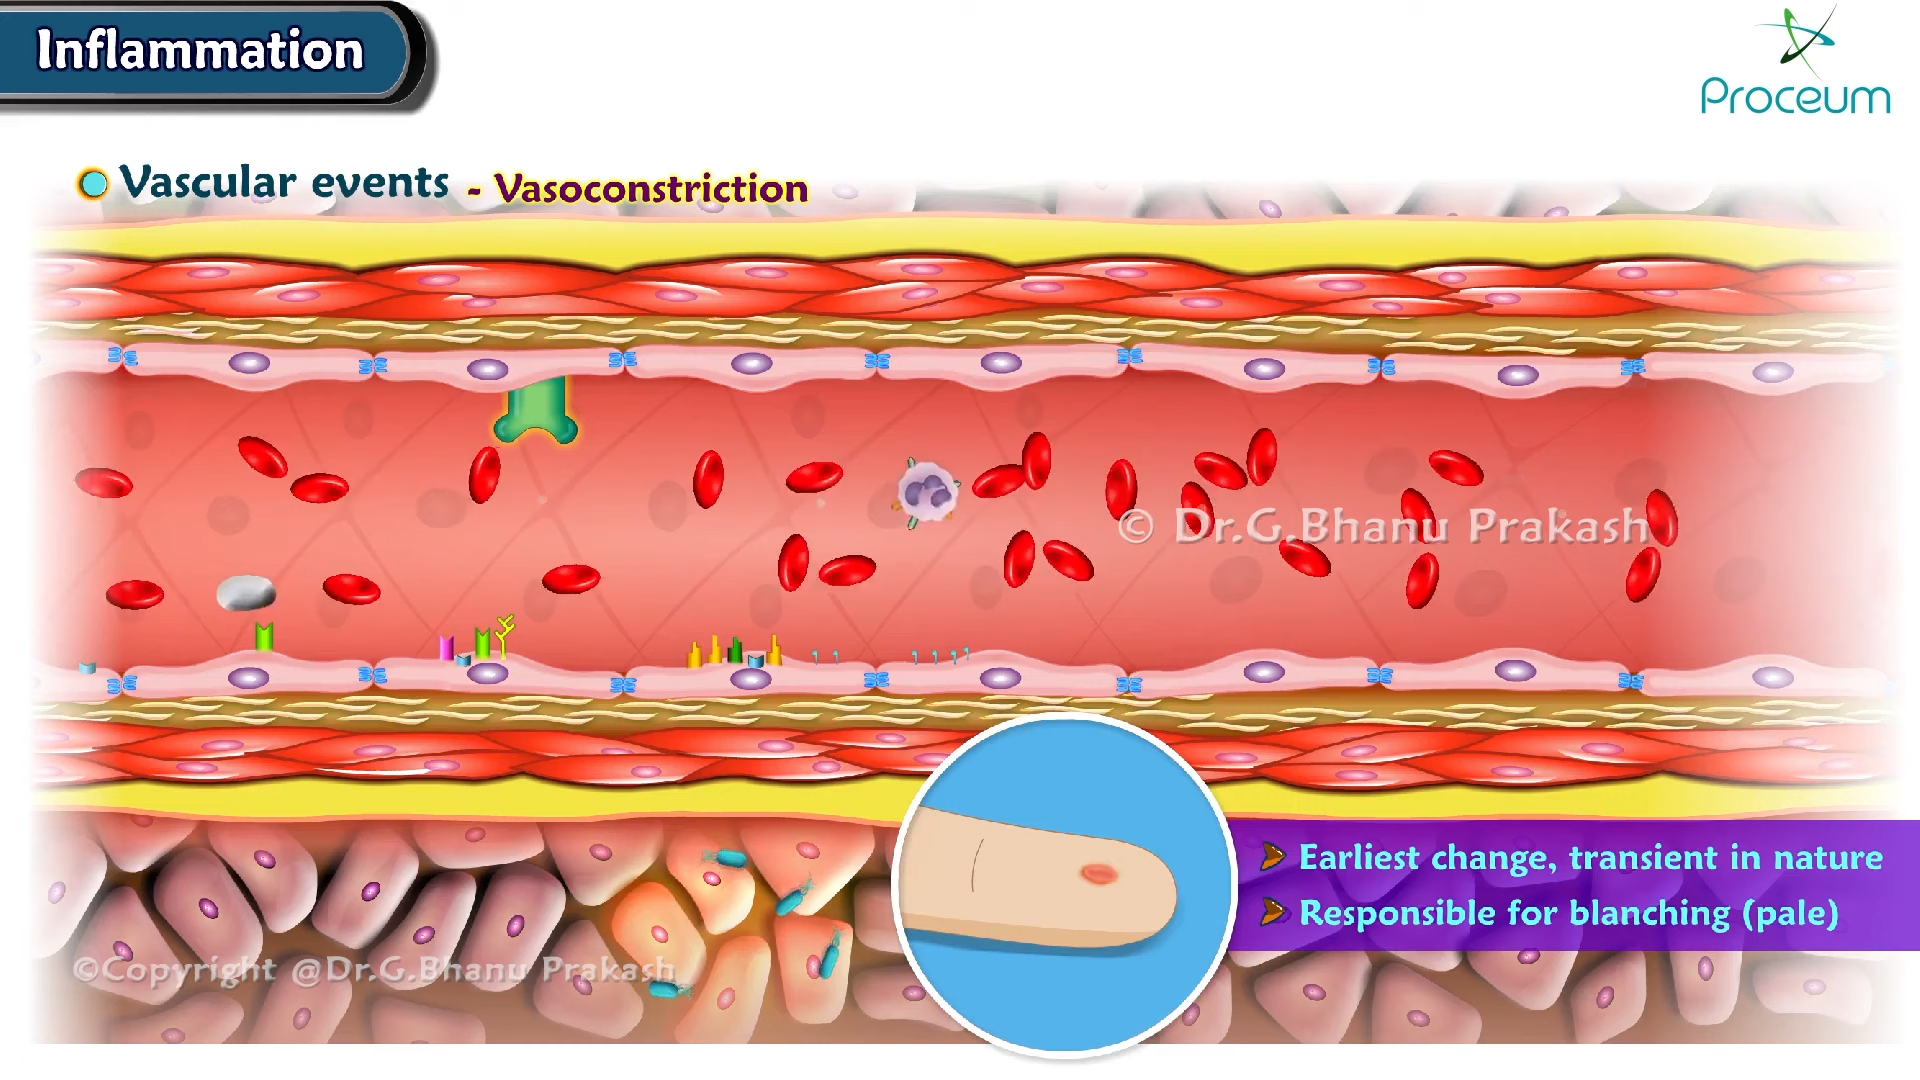 Inflammation
Proceum
Vascular events - Vasoconstriction
© Dr.G.Bhanu Prakash
Earliest change, transient in nature
Responsible for blanching (pale)
©Copyright @Dr.G.Bhanu Prakash